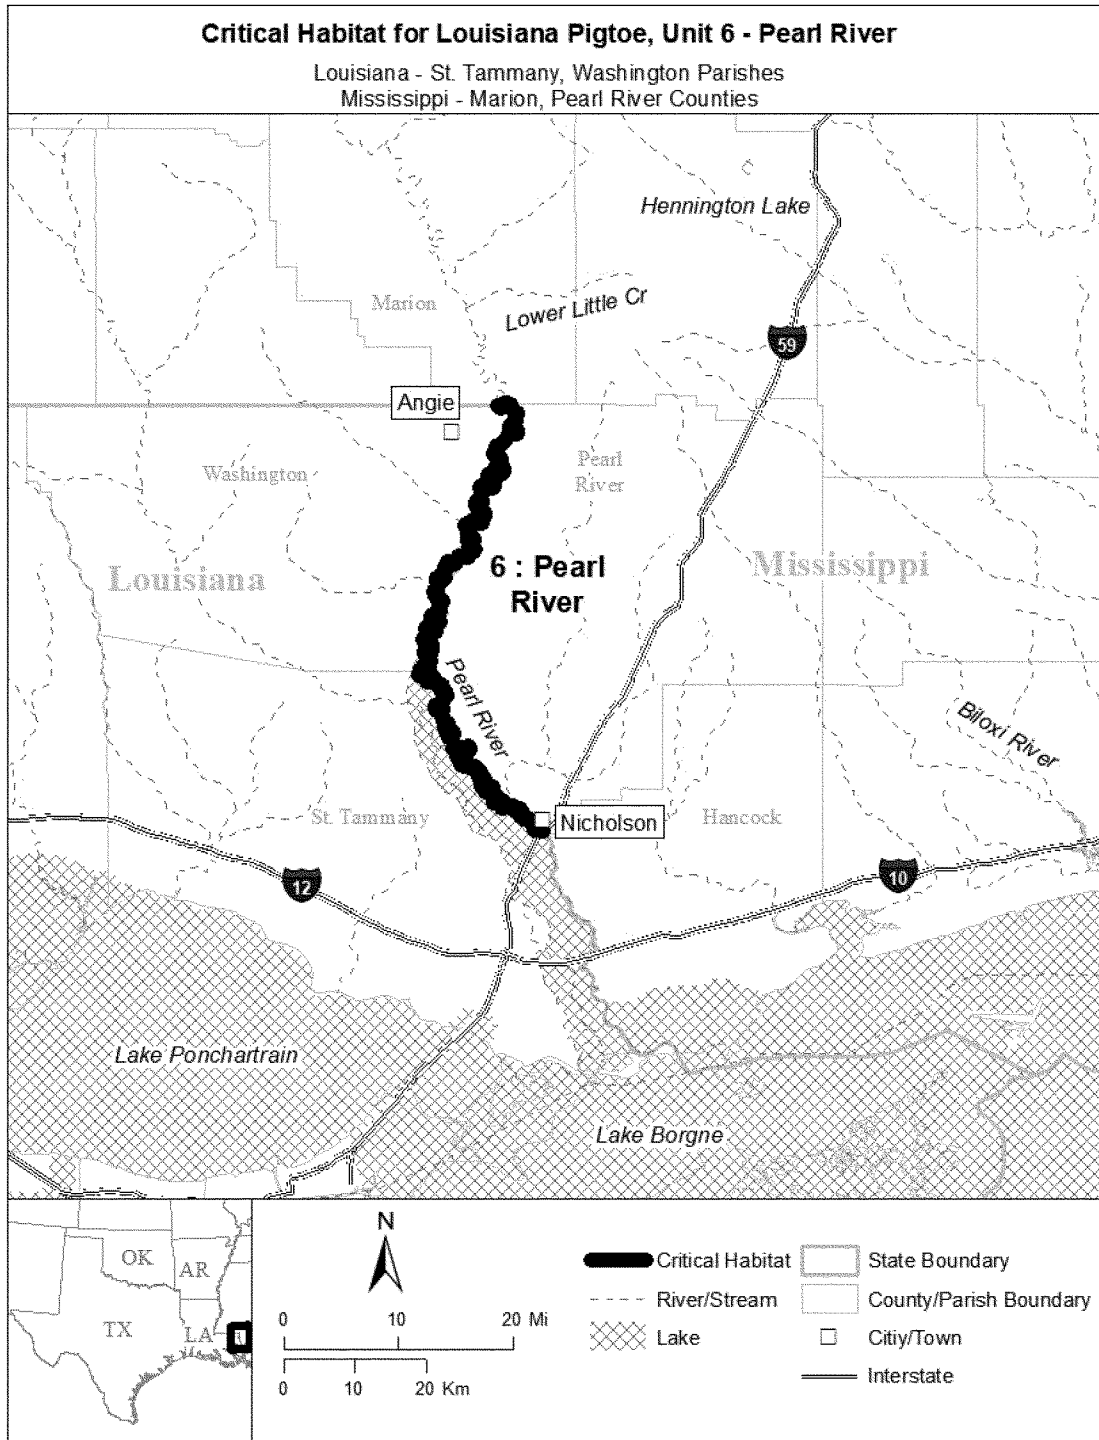 Critical Habitat for Louisiana Pigtoe, Unit 6 - Pearl River
Louisiana - St. Tammany, Washington Parishes
Mississippi - Marion, Pearl River Counties
Hennington Lake
Marion
Lower Little Cr
59
Angie
Washington
Pearl
River
Louisiana
6 : Pearl
River
Mississippi
Pearl River
Biloxi River
St. Tammany
Nicholson
Hancock
12
10
Lake Ponchartrain
Lake Borgne
OK
AR
TX
LA
N
0 10 20 Mi
0 10 20 Km
Critical Habitat
River/Stream
Lake
State Boundary
County/Parish Boundary
Citiy/Town
Interstate